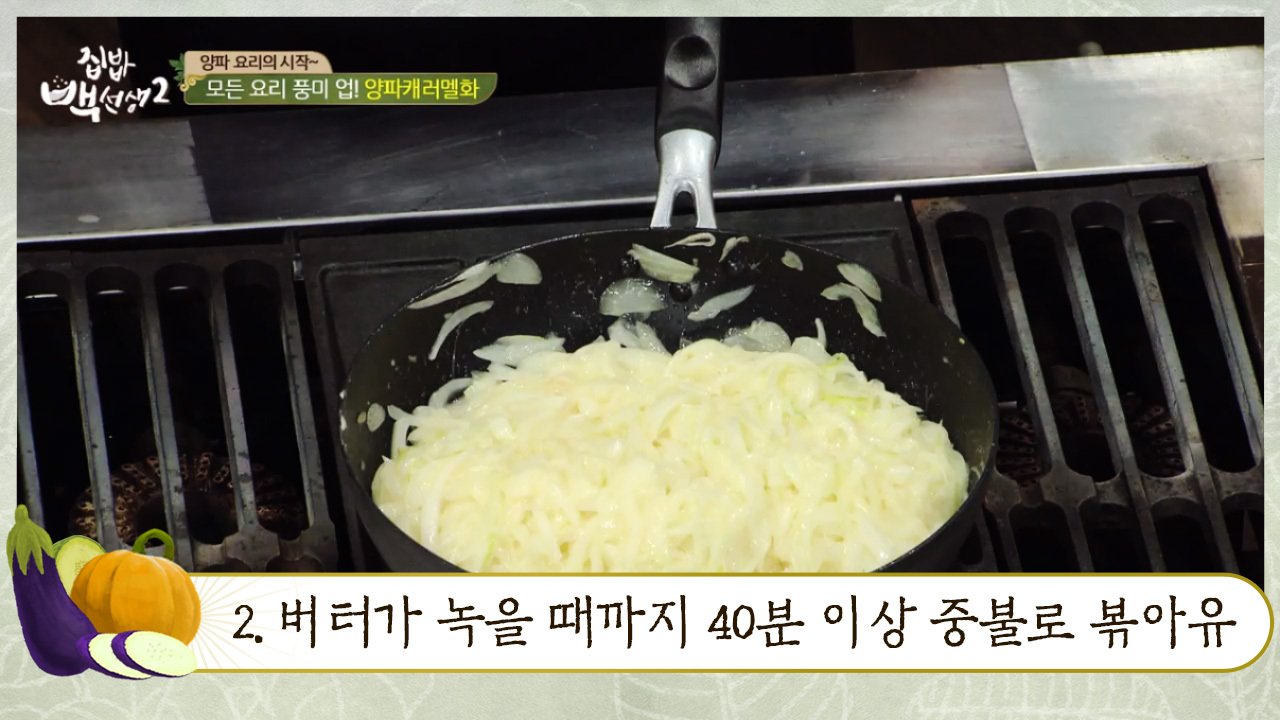 집밥
백선생2
양파 요리의 시작~
모든 요리 풍미 업! 양파캐러멜화
2. 버터가 녹을 때까지 40분 이상 중불로 볶아유